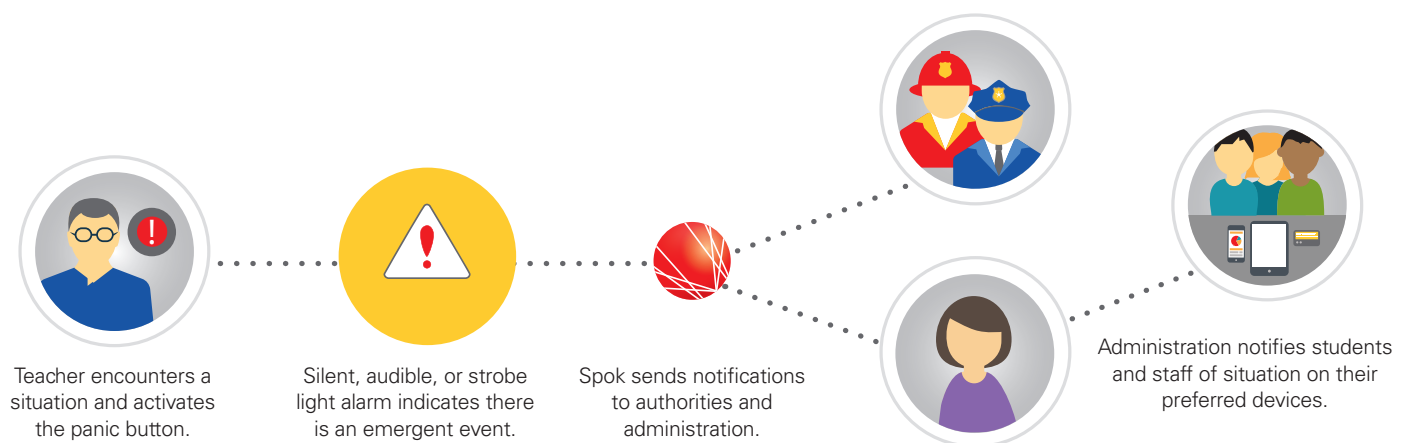 Teacher encounters a
situation and activates
the panic button.
Silent, audible, or strobe
light alarm indicates there
is an emergent event.
Spok sends notifications
to authorities and
administration.
Administration notifies students
and staff of situation on their
preferred devices.